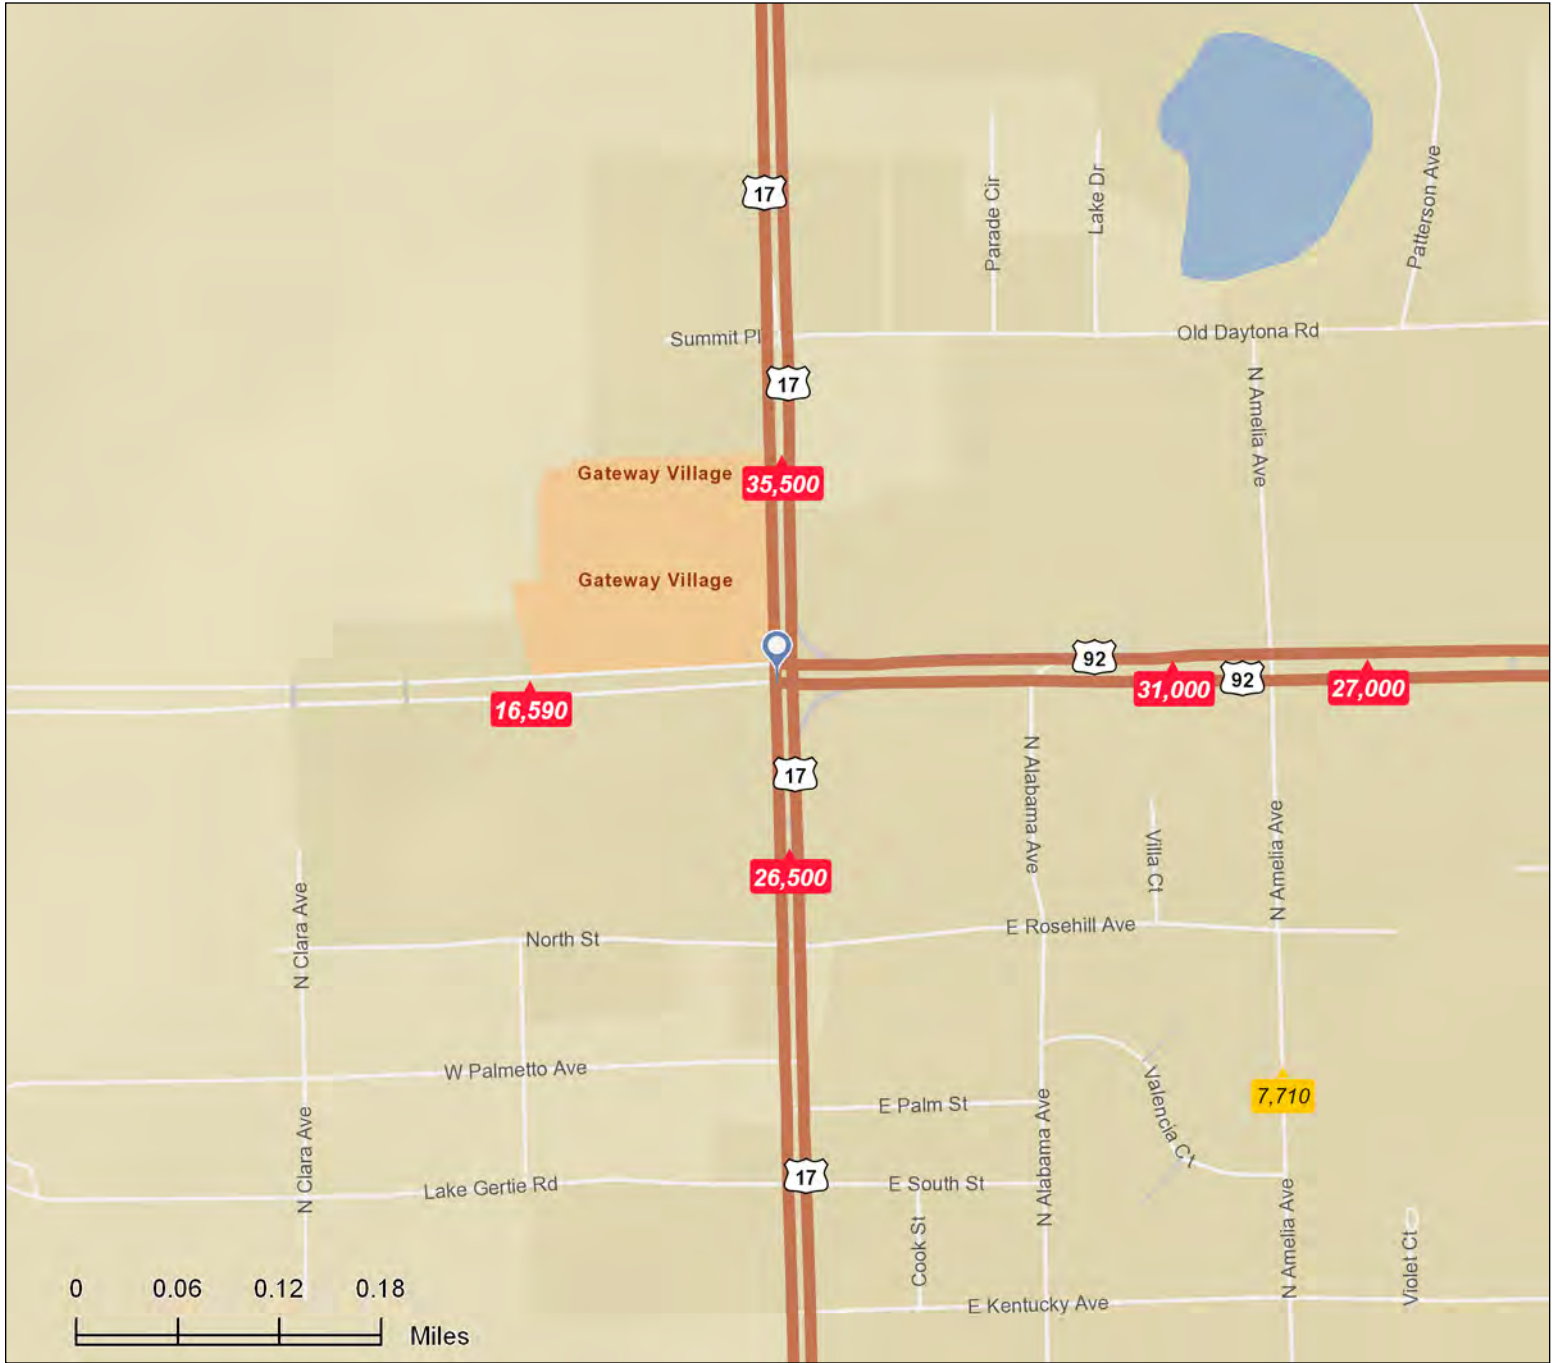 17
Parade Cir
Lake Dr
Patterson Ave
Summit Pl
Old Daytona Rd
17
N Amelia Ave
Gateway Village
35,500
Gateway Village
92
92
31,000
27,000
16,590
17
N Alabama Ave
Villa Ct
N Amelia Ave
26,500
N Clara Ave
North St
E Rosehill Ave
W Palmetto Ave
E Palm St
Valencia Ct
7,710
N Clara Ave
N Alabama Ave
17
Lake Gertie Rd
E South St
Cook St
N Amelia Ave
Violet Ct
0 0.06 0.12 0.18
E Kentucky Ave
Miles